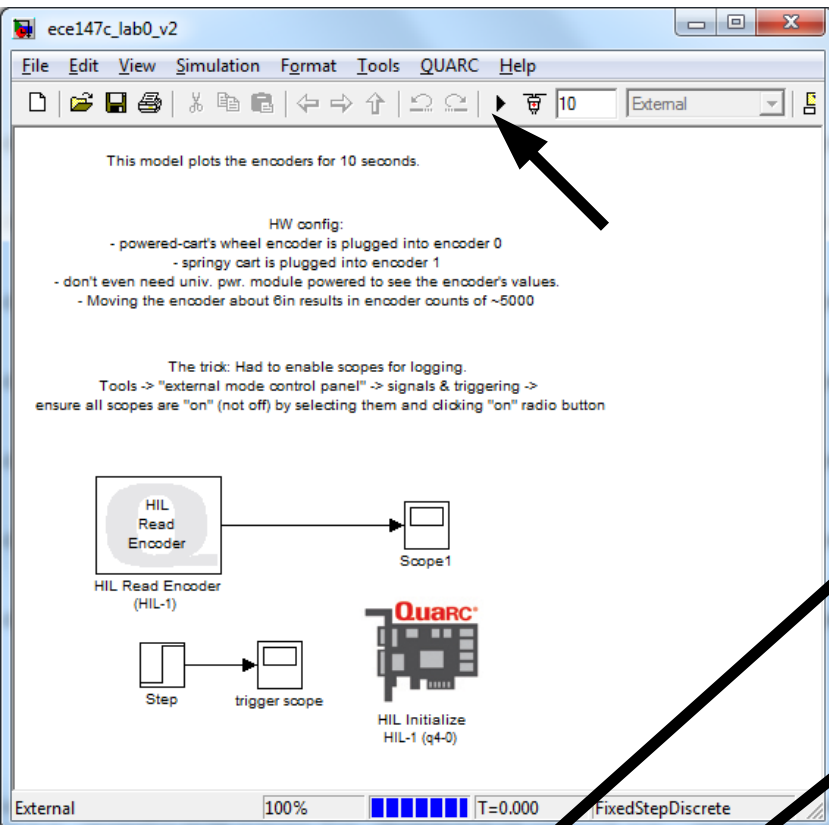 ece147c_lab0_v2
File Edit View Simulation Format Tools QUARC Help
10 External
This model plots the encoders for 10 seconds.
HW config:
- powered-cart's wheel encoder is plugged into encoder 0
- springy cart is plugged into encoder 1
- don't even need univ. pwr. module powered to see the encoder's values.
- Moving the encoder about 6in results in encoder counts of ~5000
The trick: Had to enable scopes for logging.
Tools -> "external mode control panel" -> signals & triggering ->
ensure all scopes are "on" (not off) by selecting them and clicking "on" radio button
HIL
Read
Encoder
HIL Read Encoder
(HIL-1)
Scope1
QUARC
Step
trigger scope
HIL Initialize
HIL-1 (q4-0)
External 100% T=0.000 FixedStepDiscrete